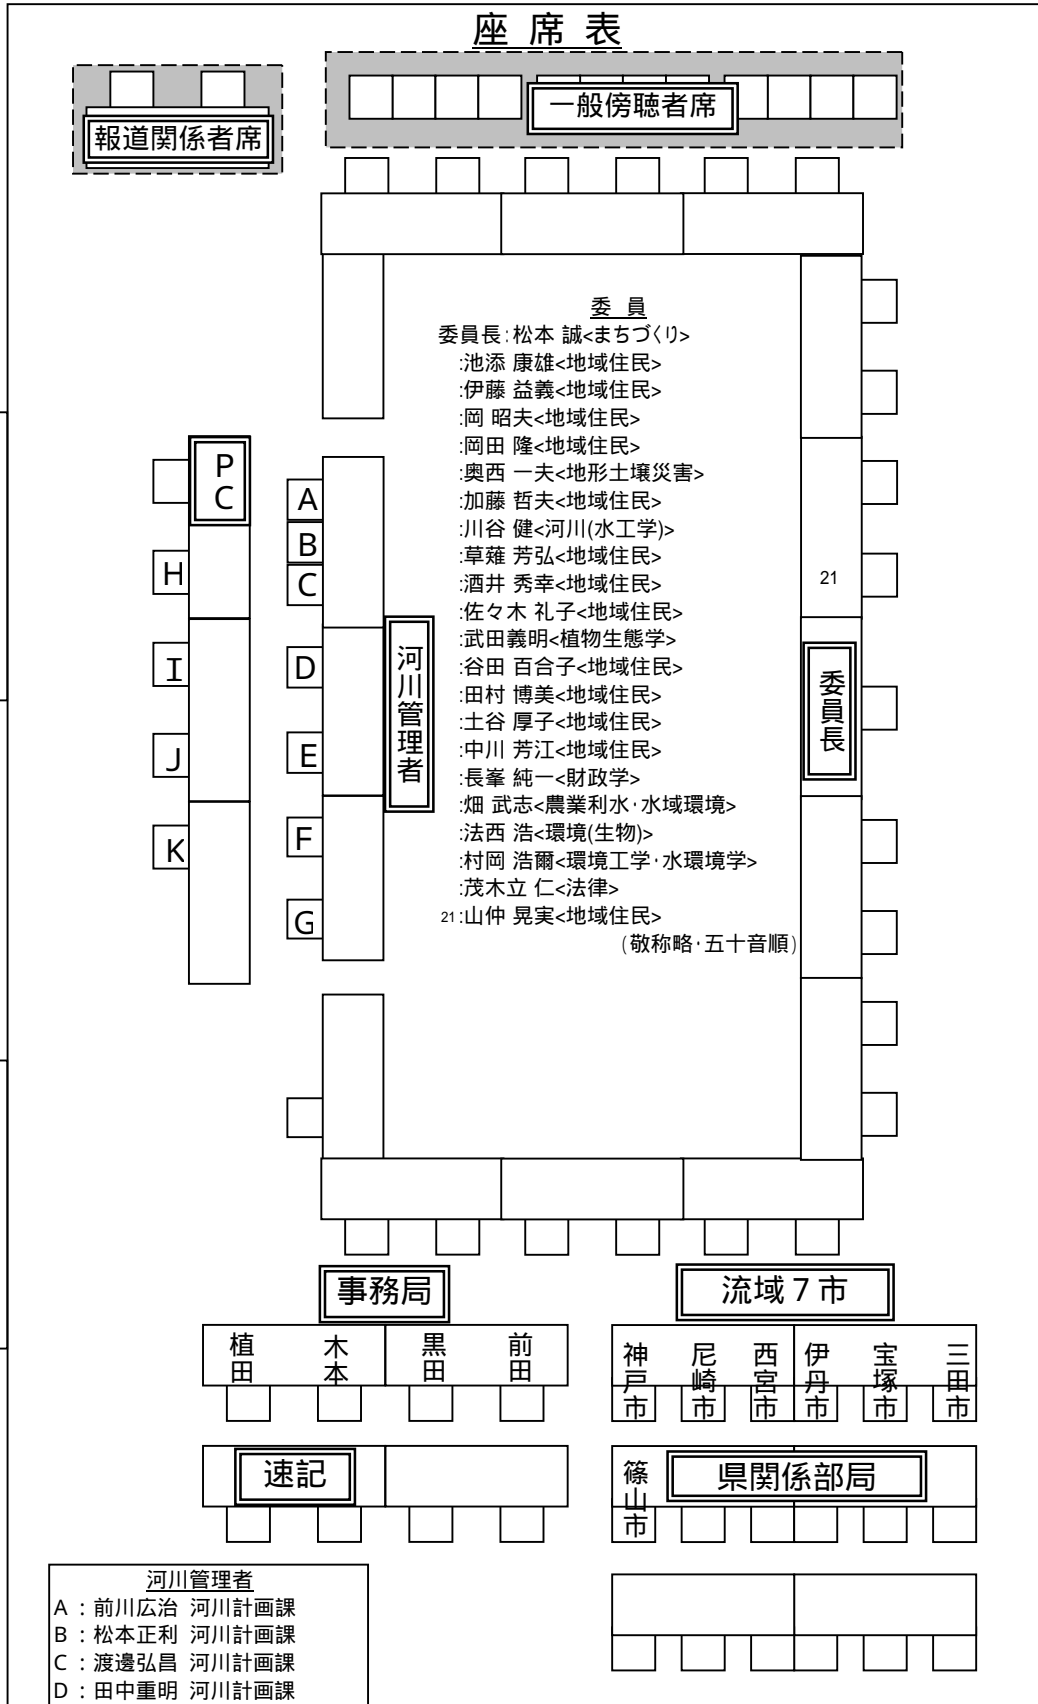 座 席 表
報道関係者席
一般傍聴者席
委 員
委員長:松本 誠<まちづくり>
:池添 康雄<地域住民>
:伊藤 益義<地域住民>
:岡 昭夫<地域住民>
:岡田 隆<地域住民>
:奥西 一夫<地形土壌災害>
:加藤 哲夫<地域住民>
:川谷 健<河川(水工学)>
:草薙 芳弘<地域住民>
:酒井 秀幸<地域住民>
:佐々木 礼子<地域住民>
:武田義明<植物生態学>
:谷田 百合子<地域住民>
:田村 博美<地域住民>
:土谷 厚子<地域住民>
:中川 芳江<地域住民>
:長峯 純一<財政学>
:畑 武志<農業利水･水域環境>
:法西 浩<環境(生物)>
:村岡 浩爾<環境工学･水環境学>
:茂木立 仁<法律>
21:山仲 晃実<地域住民>
(敬称略･五十音順)
PC
H
I
J
K
A
B
C
D
E
F
G
河川管理者
21
委員長
事務局
流域７市
植田
木本
黒田
前田
神戸市
尼崎市
西宮市
伊丹市
宝塚市
三田市
速記
篠山市
県関係部局
河川管理者
A：前川広治 河川計画課
B：松本正利 河川計画課
C：渡邊弘昌 河川計画課
D：田中重明 河川計画課